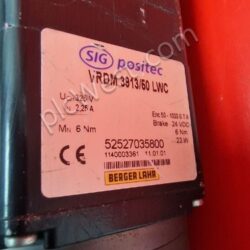 SIG positec
VRDM 3913/50 LWC
2,25 A
Enc 50 - 1000
Brake 24 VDC
6 Nm
MN 6 Nm
22 W
52527035800
1140003361 11.01.01
CE
BERGER LAHR